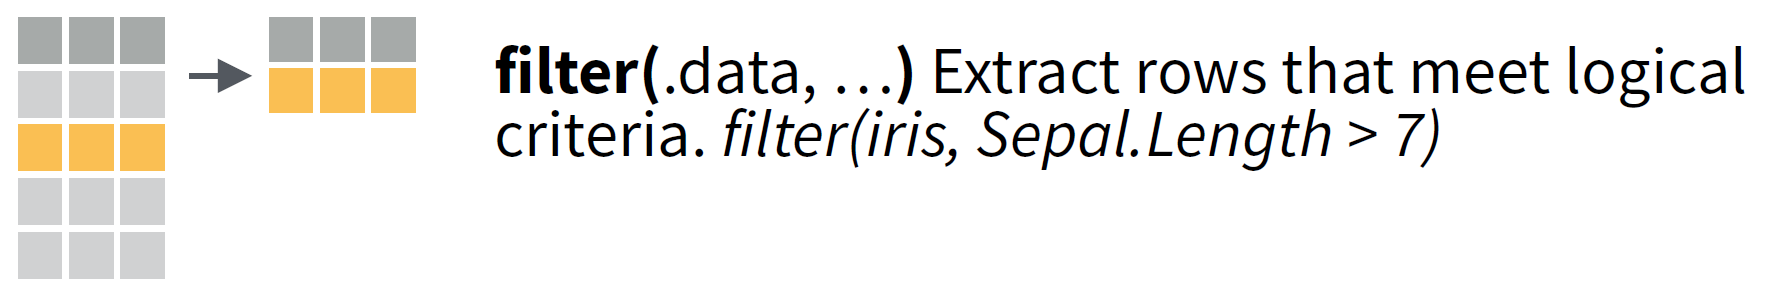 filter(.data, …) Extract rows that meet logical
criteria. filter(iris, Sepal.Length > 7)